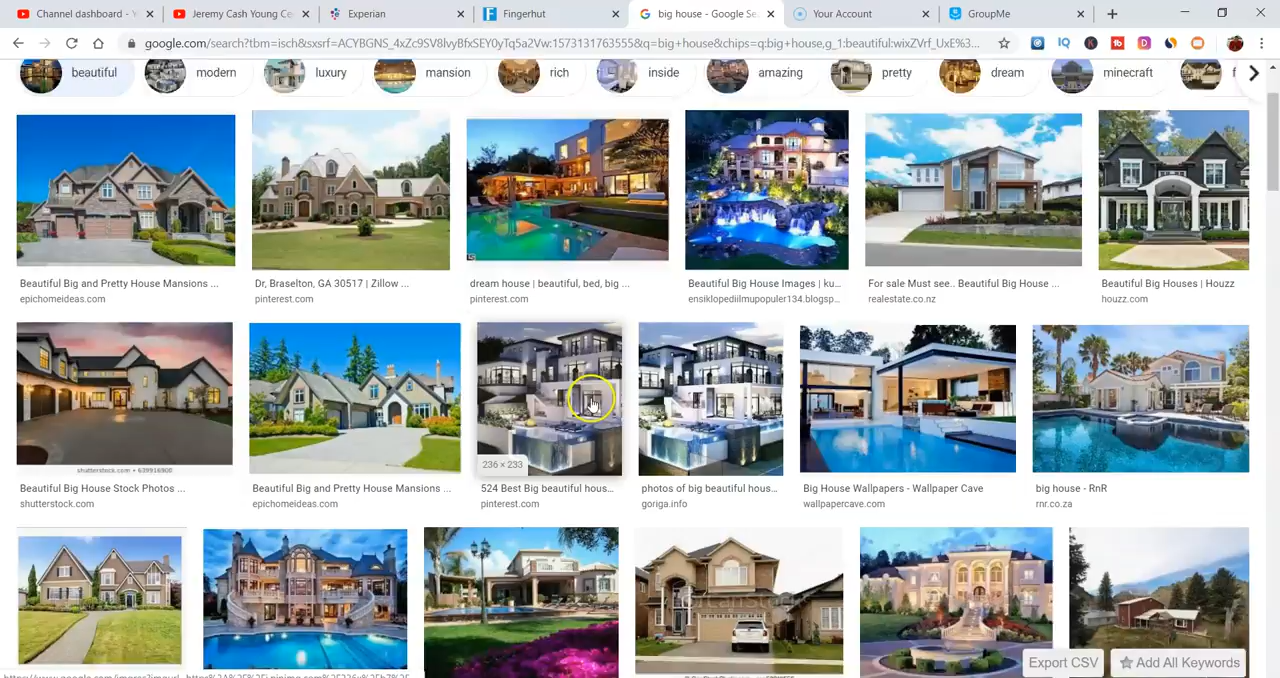 Channel dashboard - Y
Jeremy Cash Young Ce
Experian
Fingerhut
big house - Google Se
Your Account
GroupMe
google.com/search?tbm=isch&sxsrf=ACYBGNS_4xZc9SV8lvyBfxSEY0yTq5a2Vw:1573131763555&q=big+house&chips=q:big+house,g_1:beautiful:wixZVrf_UxE%3...
IQ
beautiful
modern
luxury
mansion
rich
inside
amazing
pretty
dream
minecraft
Beautiful Big and Pretty House Mansions ...
epichomeideas.com
Dr, Braselton, GA 30517 | Zillow ...
pinterest.com
dream house | beautiful, bed, big ...
pinterest.com
Beautiful Big House Images | ku...
ensiklopediilmupopuler134.blogsp...
For sale Must see.. Beautiful Big House ...
realestate.co.nz
Beautiful Big Houses | Houzz
houzz.com
shutterstock.com • 639916900
236 × 233
Beautiful Big House Stock Photos ...
shutterstock.com
Beautiful Big and Pretty House Mansions ...
epichomeideas.com
524 Best Big beautiful hous...
pinterest.com
photos of big beautiful hous...
goriga.info
Big House Wallpapers - Wallpaper Cave
wallpapercave.com
big house - RnR
rnr.co.za
Export CSV
Add All Keywords